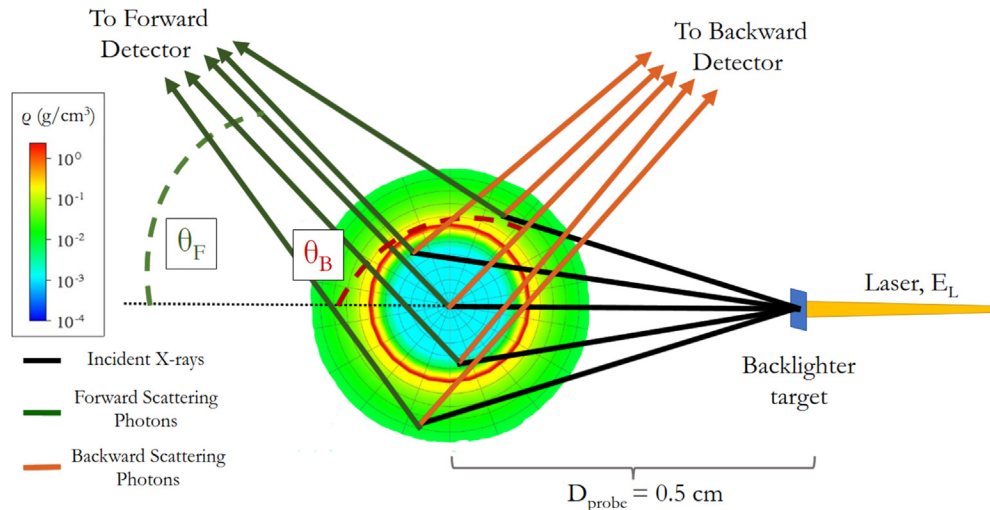 To Forward
Detector
To Backward
Detector
ϱ (g/cm³)
10⁰
10⁻¹
10⁻²
10⁻³
10⁻⁴
θF
θB
Laser, EL
Backlighter
target
Incident X-rays
Forward Scattering
Photons
Backward Scattering
Photons
Dprobe = 0.5 cm